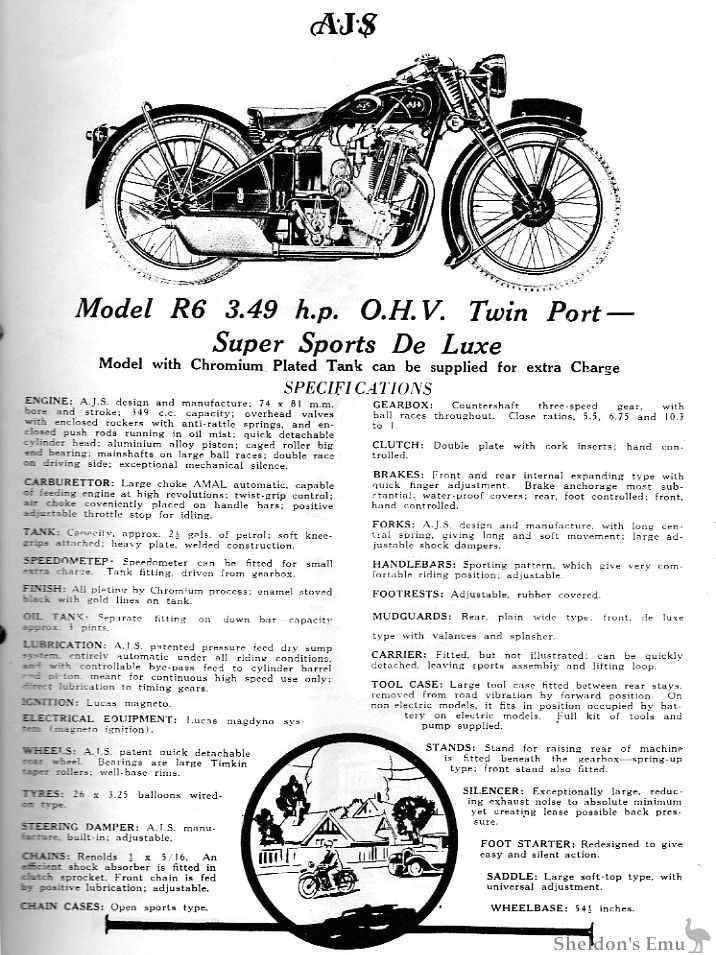 A·J·S
Model R6 3.49 h.p. O.H.V. Twin Port—
Super Sports De Luxe
Model with Chromium Plated Tank can be supplied for extra Charge
SPECIFICATIONS
ENGINE: A.J.S. design and manufacture; 74 x 81 m.m.
bore and stroke; 349 c.c. capacity; overhead valves
with enclosed rockers with anti-rattle springs, and en-
closed push rods running in oil mist; quick detachable
cylinder head; aluminium alloy piston; caged roller big
end bearing; mainshafts on large ball races; double race
on driving side; exceptional mechanical silence.
CARBURETTOR: Large choke AMAL automatic, capable
of feeding engine at high revolutions; twist-grip control;
air choke coveniently placed on handle bars; positive
adjustable throttle stop for idling.
TANK: Capacity, approx. 2½ gals. of petrol; soft knee-
grips attached; heavy plate, welded construction.
SPEEDOMETER- Speedometer can be fitted for small
extra charge. Tank fitting, driven from gearbox.
FINISH: All plating by Chromium process; enamel stoved
black with gold lines on tank.
OIL TANK: Separate fitting on down bar—capacity
approx. 3 pints.
LUBRICATION: A.J.S. patented pressure feed dry sump
system, entirely automatic under all riding conditions,
and with controllable bye-pass feed to cylinder barrel
and piston, meant for continuous high speed use only;
direct lubrication to timing gears.
IGNITION: Lucas magneto.
ELECTRICAL EQUIPMENT: Lucas magdyno sys-
tem (magneto ignition).
WHEELS: A.J.S. patent quick detachable
rear wheel. Bearings are large Timkin
taper rollers; well-base rims.
TYRES: 26 x 3.25 balloons wired-
on type.
STEERING DAMPER: A.J.S. manu-
facture, built-in; adjustable.
CHAINS: Renolds ½ x 5/16. An
efficient shock absorber is fitted in
clutch sprocket. Front chain is fed
by positive lubrication; adjustable.
CHAIN CASES: Open sports type.
GEARBOX: Countershaft three-speed gear, with
ball races throughout. Close ratios, 5.5, 6.75 and 10.3
to 1.
CLUTCH: Double plate with cork inserts; hand con-
trolled.
BRAKES: Front and rear internal expanding type with
quick finger adjustment. Brake anchorage most sub-
stantial; water-proof covers; rear, foot controlled; front,
hand controlled.
FORKS: A.J.S. design and manufacture, with long cen-
tral spring, giving long and soft movement; large ad-
justable shock dampers.
HANDLEBARS: Sporting pattern, which give very com-
fortable riding position; adjustable.
FOOTRESTS: Adjustable, rubber covered.
MUDGUARDS: Rear, plain wide type; front, de luxe
type with valances and splasher.
CARRIER: Fitted, but not illustrated; can be quickly
detached, leaving sports assembly and lifting loop.
TOOL CASE: Large tool case fitted between rear stays,
removed from road vibration by forward position. On
non electric models, it fits in position occupied by bat-
tery on electric models. Full kit of tools and
pump supplied.
STANDS: Stand for raising rear of machine
is fitted beneath the gearbox—spring-up
type; front stand also fitted.
SILENCER: Exceptionally large, reduc-
ing exhaust noise to absolute minimum
yet creating lease possible back pres-
sure.
FOOT STARTER: Redesigned to give
easy and silent action.
SADDLE: Large soft-top type, with
universal adjustment.
WHEELBASE: 54½ inches.
Sheldon's Emu